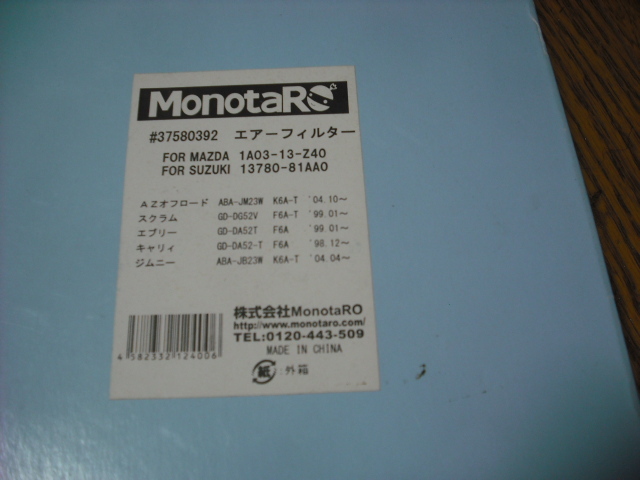 MonotaRO
#37580392 エアーフィルター
FOR MAZDA 1A03-13-Z40
FOR SUZUKI 13780-81AA0
AZオフロード ABA-JM23W K6A-T '04.10～
スクラム GD-DG52V F6A-T '99.01～
エブリー GD-DA52T F6A '99.01～
キャリィ GD-DA52-T F6A '98.12～
ジムニー ABA-JB23W K6A-T '04.04～
株式会社MonotaRO
http://www.monotaro.com/
TEL:0120-443-509
MADE IN CHINA
紙:外箱
4582332124006